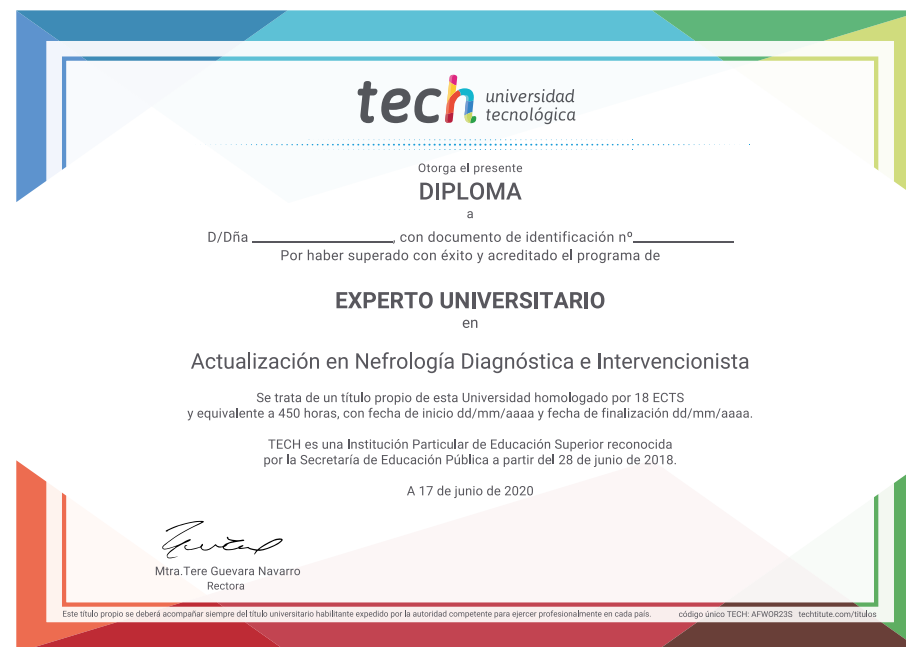 tech universidad
tecnológica
Otorga el presente
DIPLOMA
a
D/Dña ____________________, con documento de identificación nº______________
Por haber superado con éxito y acreditado el programa de
EXPERTO UNIVERSITARIO
en
Actualización en Nefrología Diagnóstica e Intervencionista
Se trata de un título propio de esta Universidad homologado por 18 ECTS
y equivalente a 450 horas, con fecha de inicio dd/mm/aaaa y fecha de finalización dd/mm/aaaa.
TECH es una Institución Particular de Educación Superior reconocida
por la Secretaría de Educación Pública a partir del 28 de junio de 2018.
A 17 de junio de 2020
Mtra.Tere Guevara Navarro
Rectora
Este título propio se deberá acompañar siempre del título universitario habilitante expedido por la autoridad competente para ejercer profesionalmente en cada país. código único TECH: AFWOR23S techtitute.com/titulos